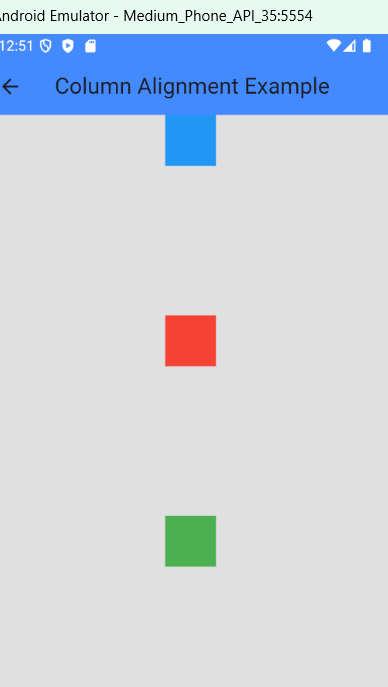 Android Emulator - Medium_Phone_API_35:5554
12:51
Column Alignment Example